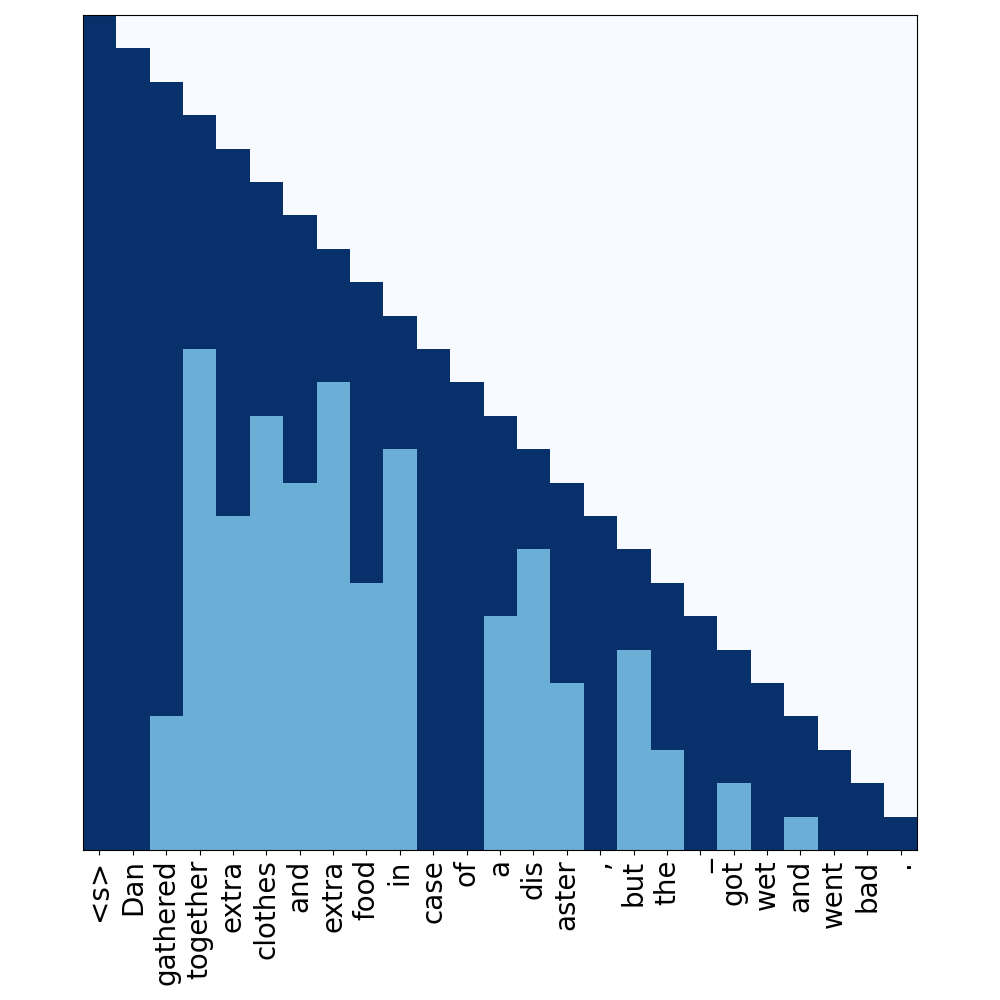 <s>
Dan
gathered
together
extra
clothes
and
extra
food
in
case
of
a
dis
aster
,
but
the
_
got
wet
and
went
bad
.